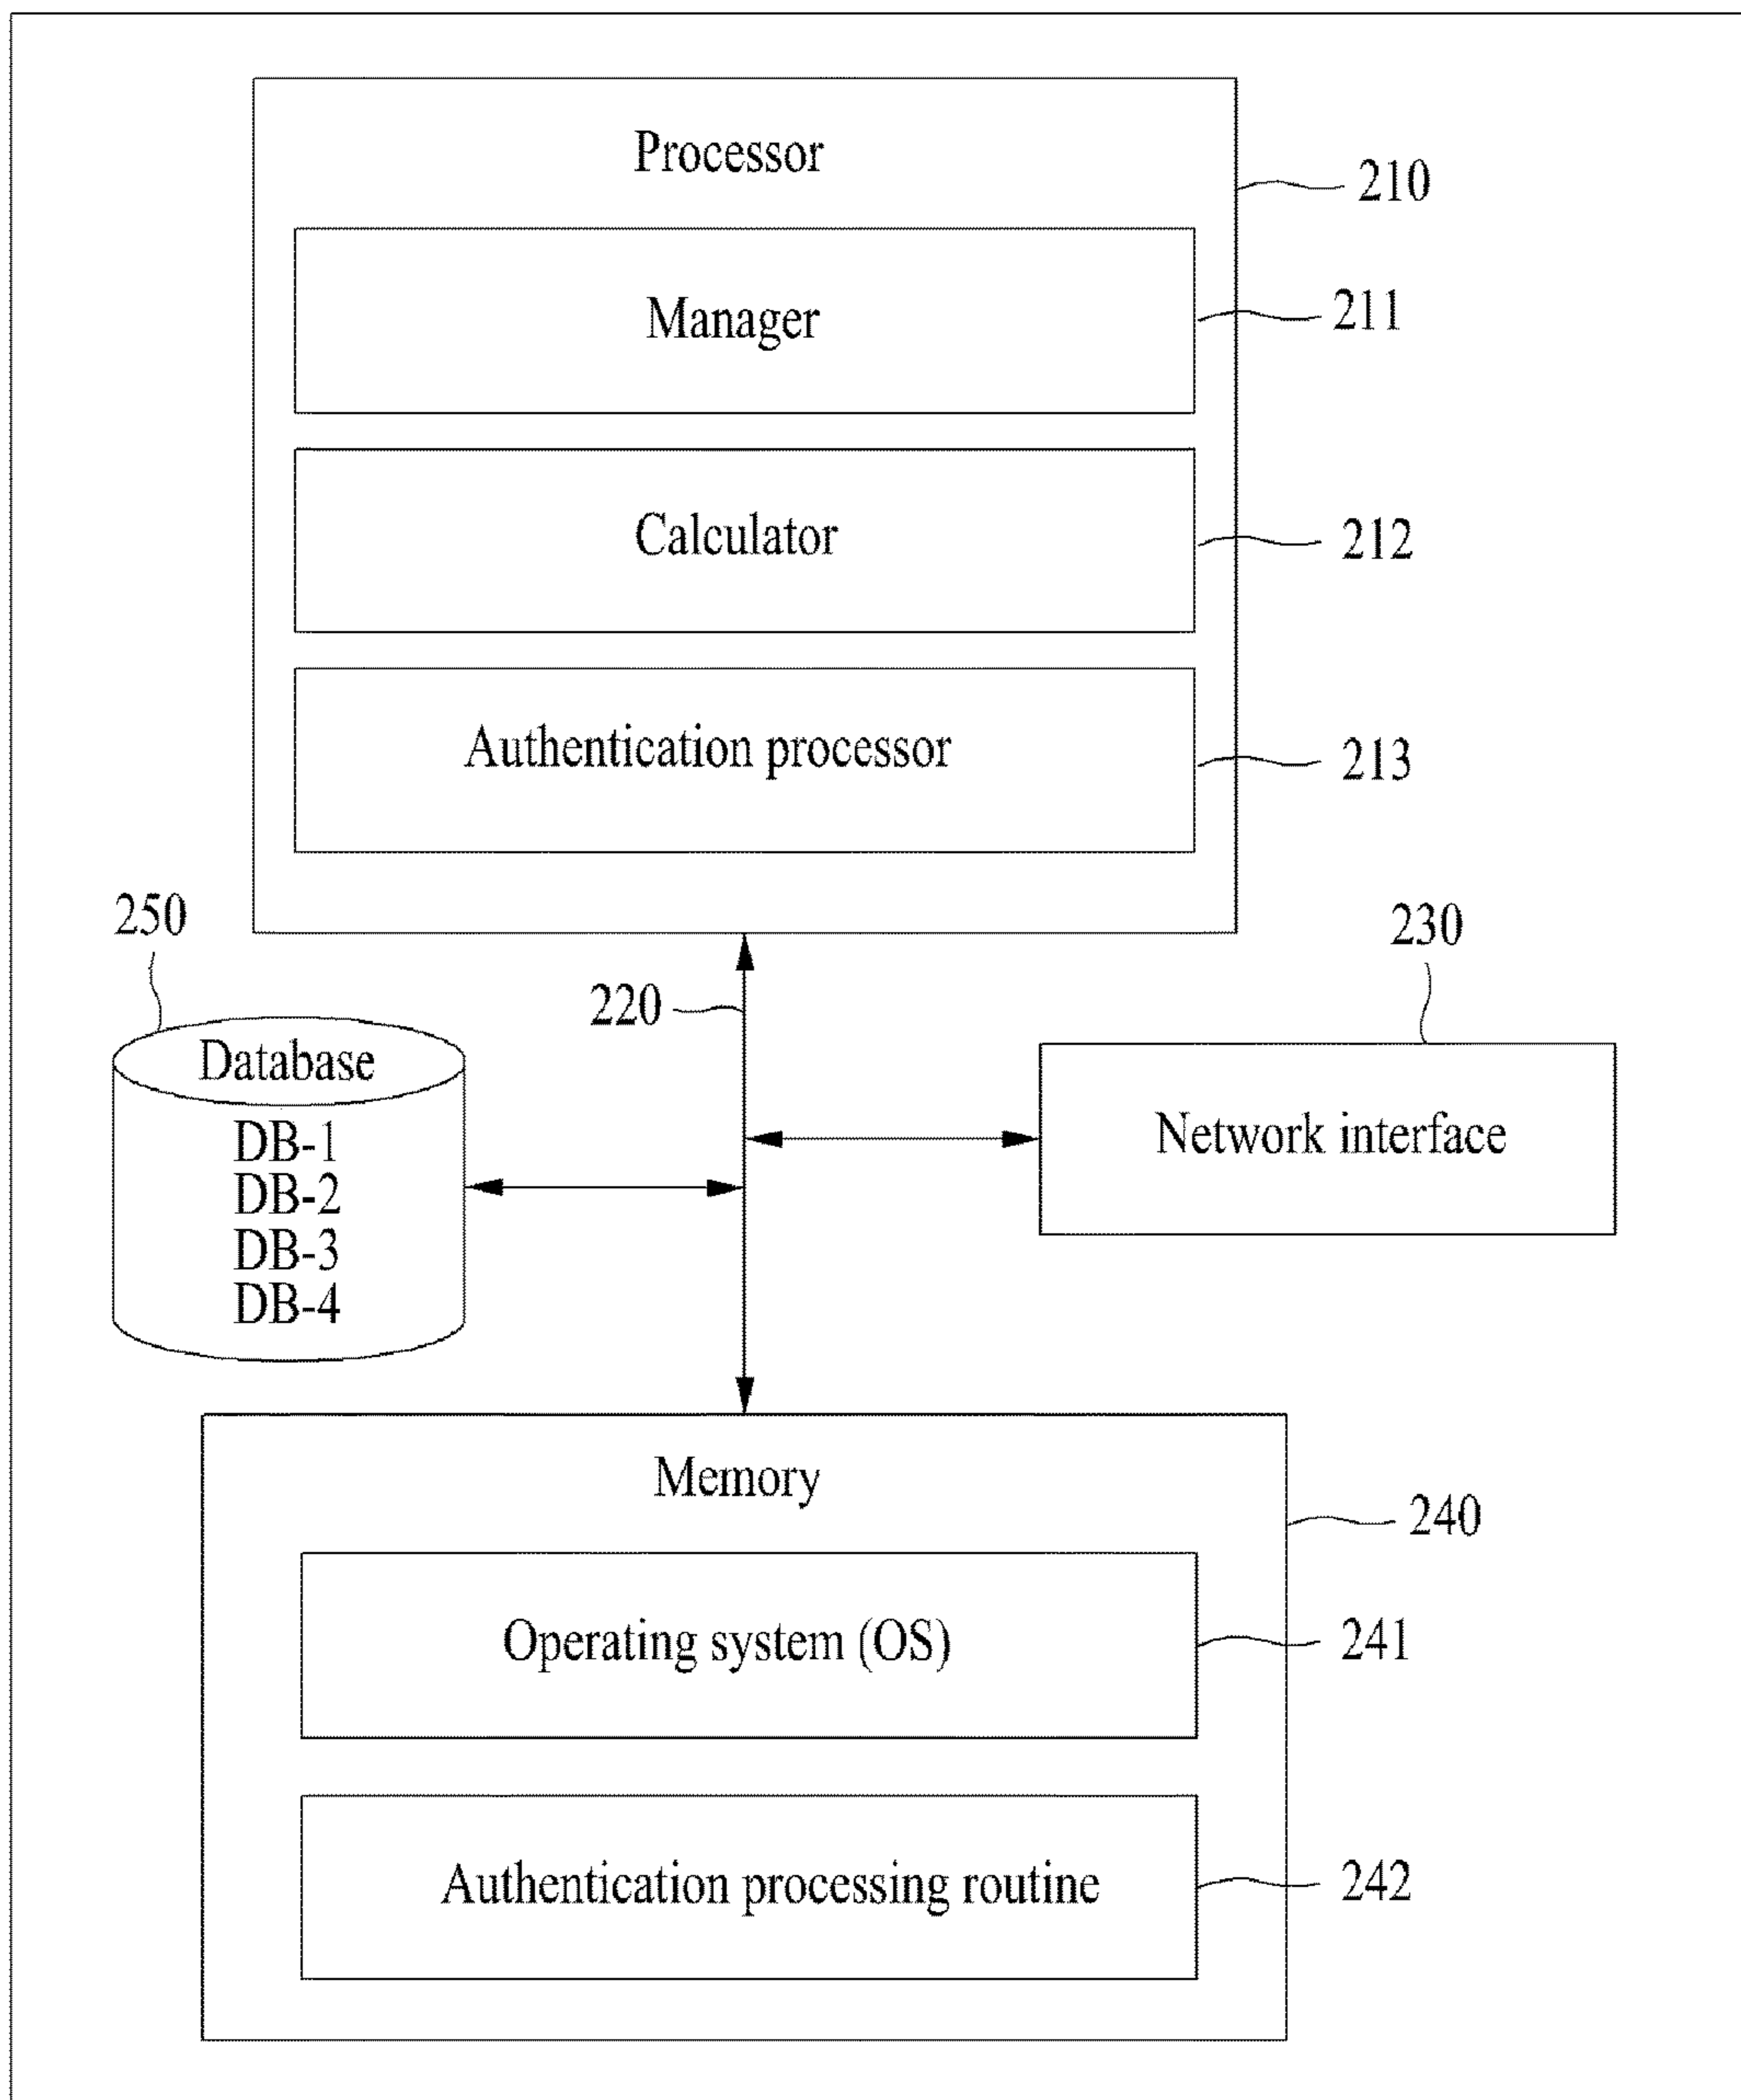 Processor
210
Manager
211
Calculator
212
Authentication processor
213
250
230
220
Database
DB-1
DB-2
DB-3
DB-4
Network interface
Memory
240
Operating system (OS)
241
Authentication processing routine
242